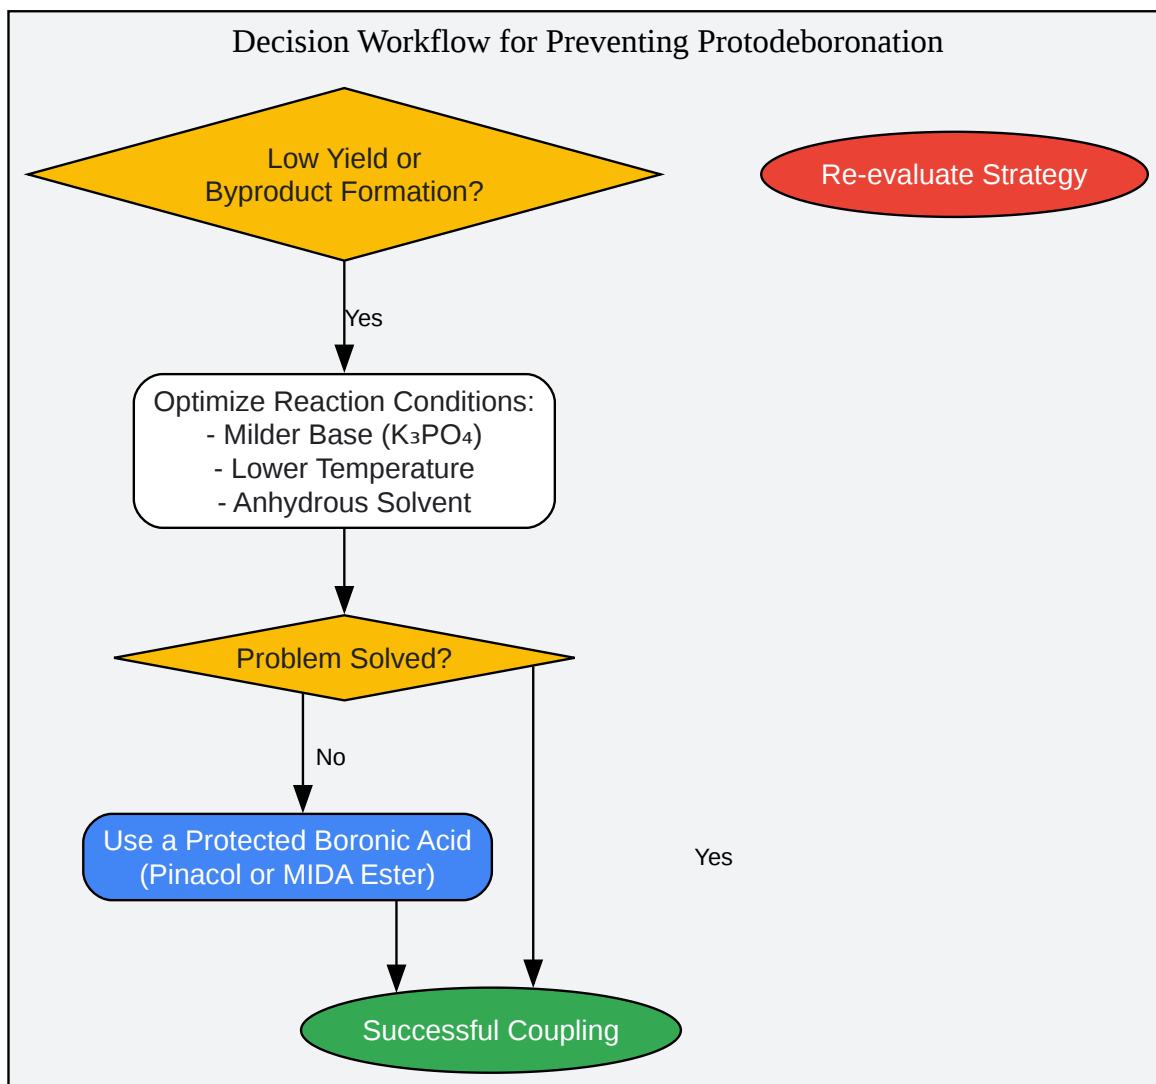 Decision Workflow for Preventing Protodeboronation
Low Yield or
Byproduct Formation?
Re-evaluate Strategy
Yes
Optimize Reaction Conditions:
- Milder Base (K₃PO₄)
- Lower Temperature
- Anhydrous Solvent
Problem Solved?
No
Use a Protected Boronic Acid
(Pinacol or MIDA Ester)
Yes
Successful Coupling